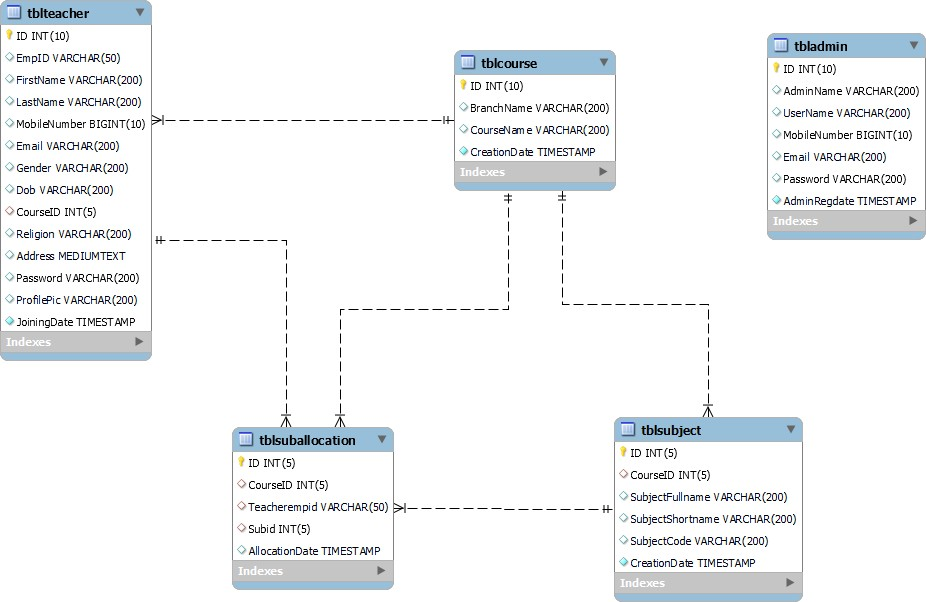 tblteacher
ID INT(10)
EmpID VARCHAR(50)
FirstName VARCHAR(200)
LastName VARCHAR(200)
MobileNumber BIGINT(10)
Email VARCHAR(200)
Gender VARCHAR(200)
Dob VARCHAR(200)
CourseID INT(5)
Religion VARCHAR(200)
Address MEDIUMTEXT
Password VARCHAR(200)
ProfilePic VARCHAR(200)
JoiningDate TIMESTAMP
Indexes
tblcourse
ID INT(10)
BranchName VARCHAR(200)
CourseName VARCHAR(200)
CreationDate TIMESTAMP
Indexes
tbladmin
ID INT(10)
AdminName VARCHAR(200)
UserName VARCHAR(200)
MobileNumber BIGINT(10)
Email VARCHAR(200)
Password VARCHAR(200)
AdminRegdate TIMESTAMP
Indexes
tblsuballocation
ID INT(5)
CourseID INT(5)
Teacherempid VARCHAR(50)
Subid INT(5)
AllocationDate TIMESTAMP
Indexes
tblsubject
ID INT(5)
CourseID INT(5)
SubjectFullname VARCHAR(200)
SubjectShortname VARCHAR(200)
SubjectCode VARCHAR(200)
CreationDate TIMESTAMP
Indexes